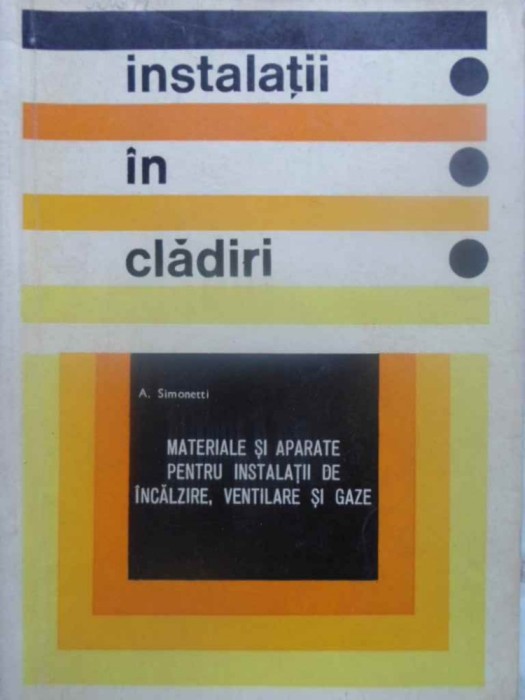 instalații
în
clădiri
A. Simonetti
MATERIALE ȘI APARATE
PENTRU INSTALAȚII DE
ÎNCĂLZIRE, VENTILARE ȘI GAZE